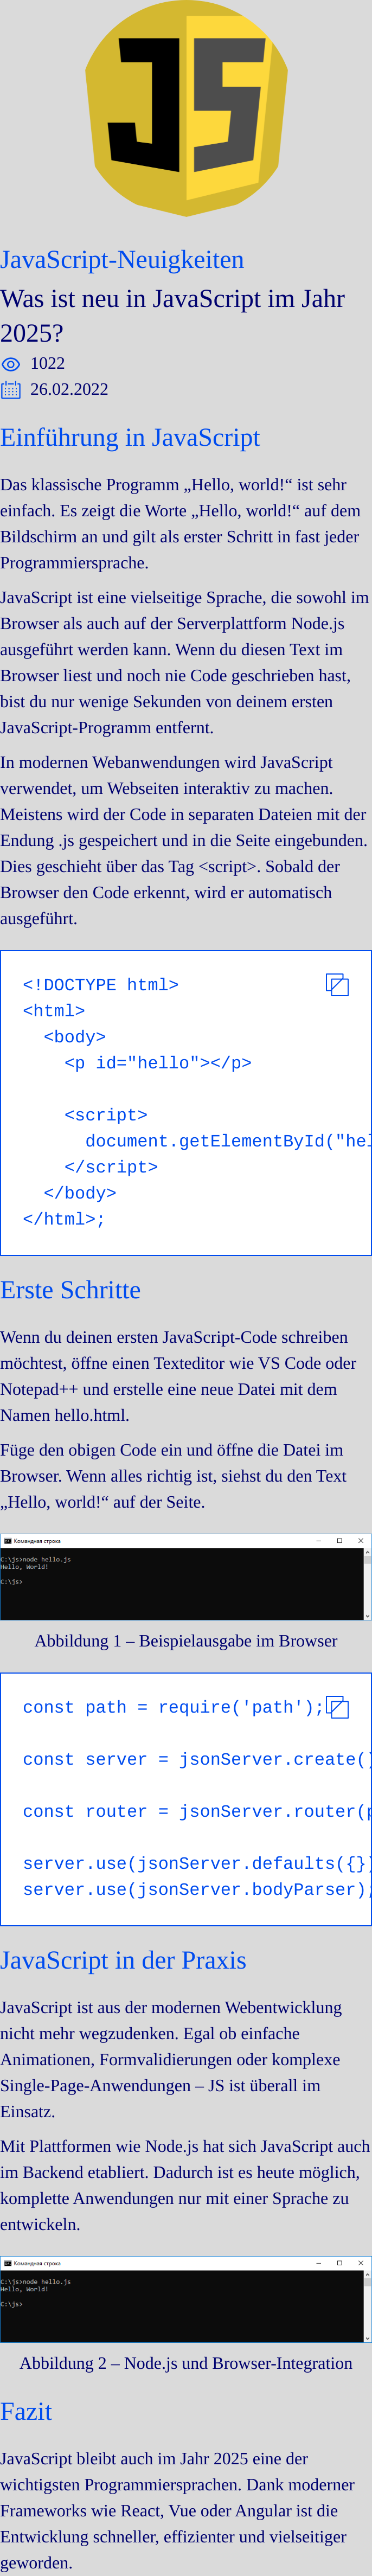 JS
JavaScript-Neuigkeiten
Was ist neu in JavaScript im Jahr
2025?
1022
26.02.2022
Einführung in JavaScript
Das klassische Programm „Hello, world!“ ist sehr
einfach. Es zeigt die Worte „Hello, world!“ auf dem
Bildschirm an und gilt als erster Schritt in fast jeder
Programmiersprache.
JavaScript ist eine vielseitige Sprache, die sowohl im
Browser als auch auf der Serverplattform Node.js
ausgeführt werden kann. Wenn du diesen Text im
Browser liest und noch nie Code geschrieben hast,
bist du nur wenige Sekunden von deinem ersten
JavaScript-Programm entfernt.
In modernen Webanwendungen wird JavaScript
verwendet, um Webseiten interaktiv zu machen.
Meistens wird der Code in separaten Dateien mit der
Endung .js gespeichert und in die Seite eingebunden.
Dies geschieht über das Tag <script>. Sobald der
Browser den Code erkennt, wird er automatisch
ausgeführt.
<!DOCTYPE html>
<html>
<body>
<p id="hello"></p>
<script>
document.getElementById("hel
</script>
</body>
</html>;
Erste Schritte
Wenn du deinen ersten JavaScript-Code schreiben
möchtest, öffne einen Texteditor wie VS Code oder
Notepad++ und erstelle eine neue Datei mit dem
Namen hello.html.
Füge den obigen Code ein und öffne die Datei im
Browser. Wenn alles richtig ist, siehst du den Text
„Hello, world!“ auf der Seite.
Командная строка
C:\js>node hello.js
Hello, World!
C:\js>
Abbildung 1 – Beispielausgabe im Browser
const path = require('path');
const server = jsonServer.create()
const router = jsonServer.router(p
server.use(jsonServer.defaults({})
server.use(jsonServer.bodyParser);
JavaScript in der Praxis
JavaScript ist aus der modernen Webentwicklung
nicht mehr wegzudenken. Egal ob einfache
Animationen, Formvalidierungen oder komplexe
Single-Page-Anwendungen – JS ist überall im
Einsatz.
Mit Plattformen wie Node.js hat sich JavaScript auch
im Backend etabliert. Dadurch ist es heute möglich,
komplette Anwendungen nur mit einer Sprache zu
entwickeln.
Командная строка
C:\js>node hello.js
Hello, World!
C:\js>
Abbildung 2 – Node.js und Browser-Integration
Fazit
JavaScript bleibt auch im Jahr 2025 eine der
wichtigsten Programmiersprachen. Dank moderner
Frameworks wie React, Vue oder Angular ist die
Entwicklung schneller, effizienter und vielseitiger
geworden.